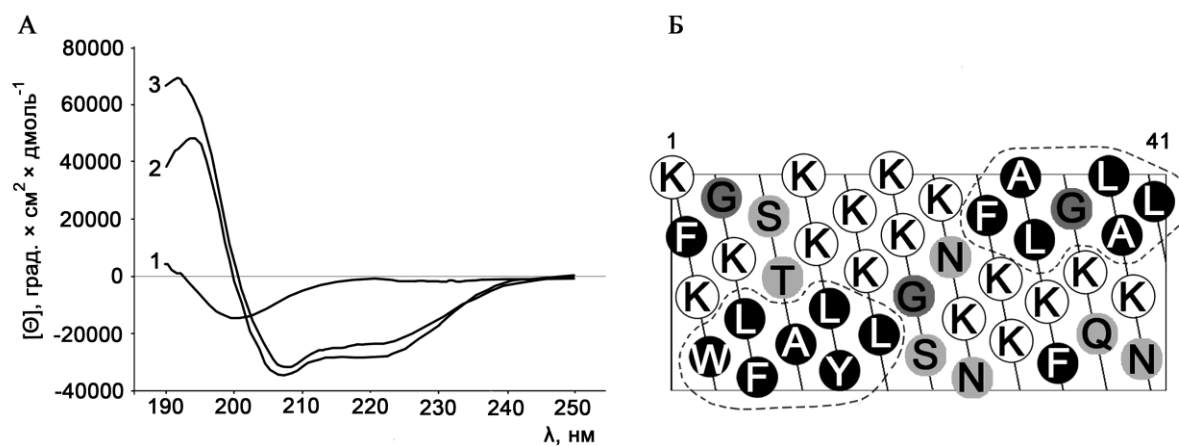 А
[Θ], град. × см² × дмоль⁻¹
80000
60000
40000
20000
0
-20000
-40000
3
2
1
190 200 210 220 230 240 250
λ, нм
Б
1 41
K F K W
G K L F
S T A
K K L Y
K K L
K K G S
K N K N
F K K
A L K F
G K Q
L A K N
L